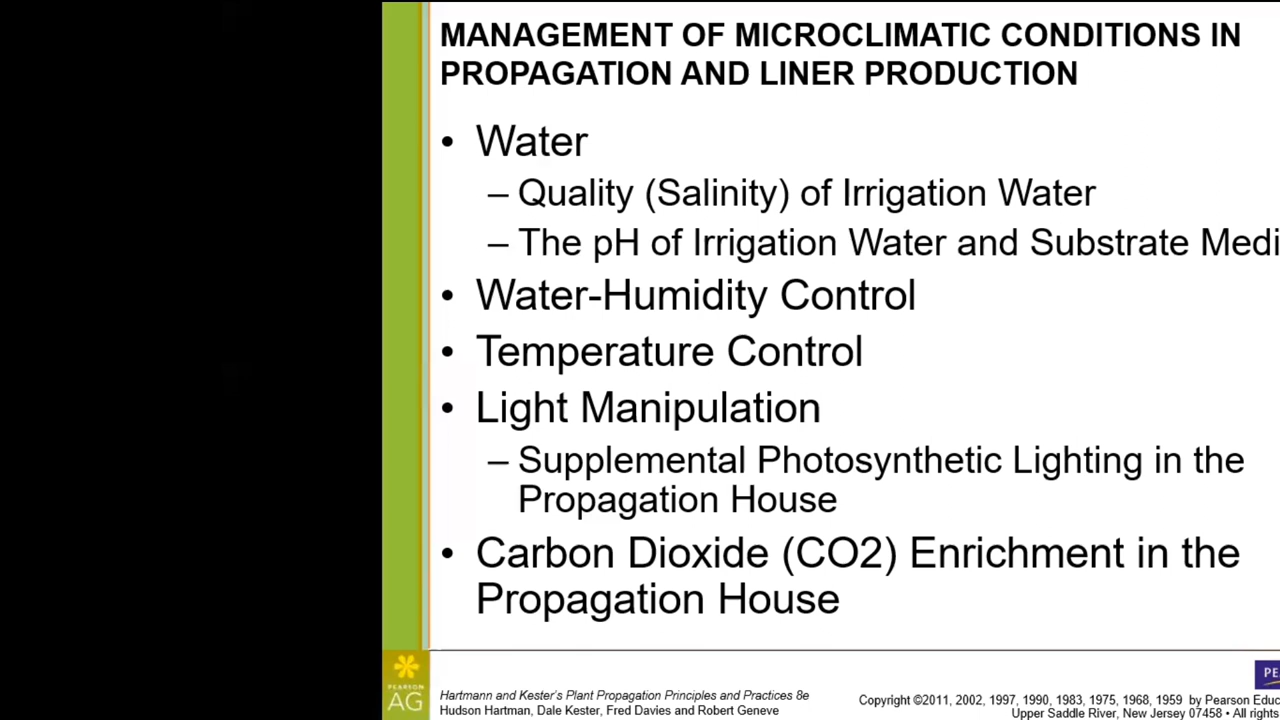 MANAGEMENT OF MICROCLIMATIC CONDITIONS IN
PROPAGATION AND LINER PRODUCTION
• Water
– Quality (Salinity) of Irrigation Water
– The pH of Irrigation Water and Substrate Medi
• Water-Humidity Control
• Temperature Control
• Light Manipulation
– Supplemental Photosynthetic Lighting in the
Propagation House
• Carbon Dioxide (CO2) Enrichment in the
Propagation House
PEARSON
AG
Hartmann and Kester's Plant Propagation Principles and Practices 8e
Hudson Hartman, Dale Kester, Fred Davies and Robert Geneve
PE
Copyright ©2011, 2002, 1997, 1990, 1983, 1975, 1968, 1959 by Pearson Educ
Upper Saddle River, New Jersey 07458 • All rights